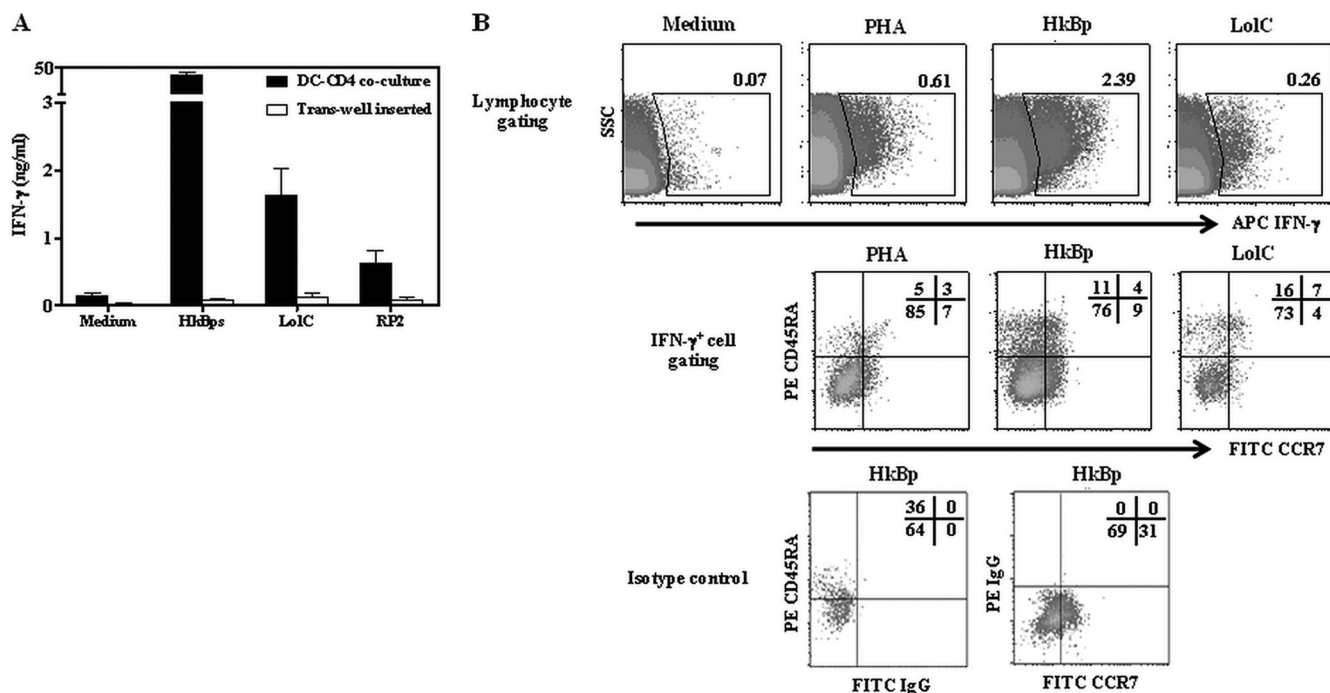 A
IFN-γ (ng/ml)
50
3
2
1
0
DC-CD4 co-culture
Trans-well inserted
Medium HkBps LolC RP2
B
Medium PHA HkBp LolC
Lymphocyte
gating
SSC
0.07 0.61 2.39 0.26
APC IFN-γ
PHA HkBp LolC
IFN-γ+ cell
gating
PE CD45RA
5 3 11 4 16 7
85 7 76 9 73 4
FITC CCR7
HkBp HkBp
Isotype control
PE CD45RA
36 0
64 0
FITC IgG
PE IgG
0 0
69 31
FITC CCR7